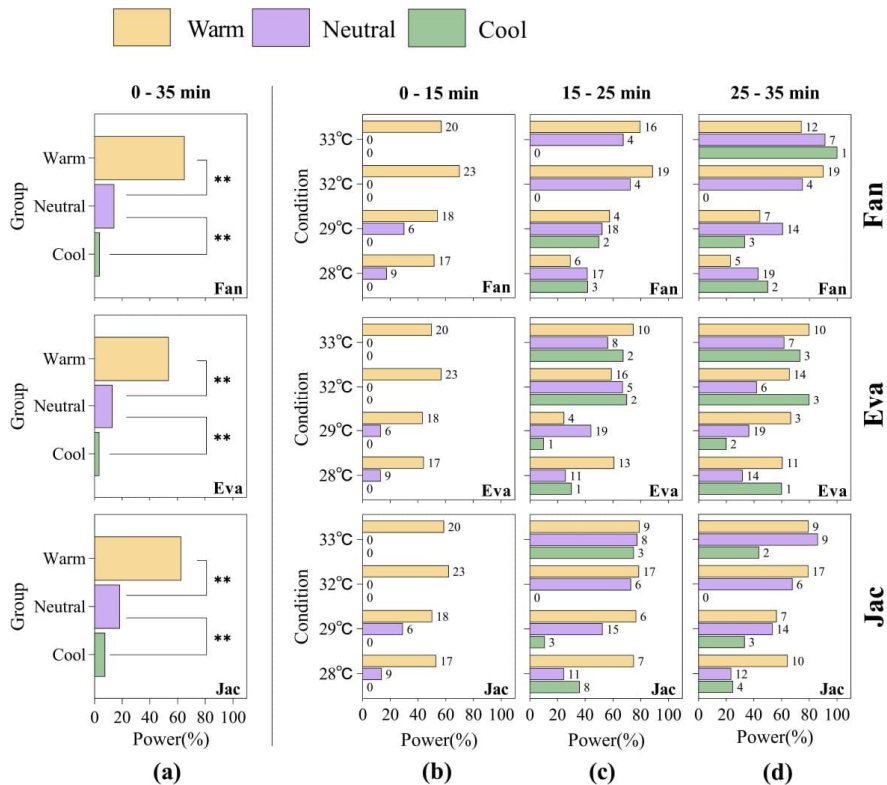 Warm Neutral Cool
0 - 35 min 0 - 15 min 15 - 25 min 25 - 35 min
Group
Warm
Neutral
Cool
**
**
Fan
Condition
33℃
32℃
29℃
28℃
20
0
0
23
0
0
18
6
0
17
9
0
Fan
16
4
0
19
4
0
4
18
2
6
17
3
Fan
12
7
1
19
4
0
7
14
3
5
19
2
Fan
Fan
Group
Warm
Neutral
Cool
**
**
Eva
Condition
33℃
32℃
29℃
28℃
20
0
0
23
0
0
18
6
0
17
9
0
Eva
10
8
2
16
5
2
4
19
1
13
11
1
Eva
10
7
3
14
6
3
3
19
2
11
14
1
Eva
Group
Warm
Neutral
Cool
**
**
Jac
0 20 40 60 80 100
Power(%)
(a)
Condition
33℃
32℃
29℃
28℃
20
0
0
23
0
0
18
6
0
17
9
0
Jac
0 20 40 60 80 100
Power(%)
(b)
9
8
3
17
6
0
6
15
3
7
11
8
Jac
0 20 40 60 80 100
Power(%)
(c)
9
9
2
17
6
0
7
14
3
10
12
4
Jac
Jac
0 20 40 60 80 100
Power(%)
(d)